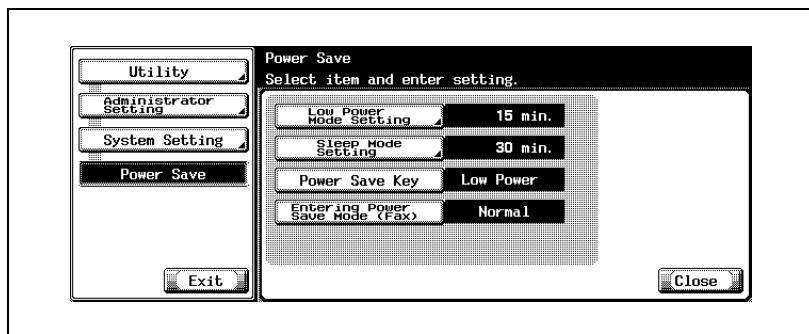 Utility
Administrator
Setting
System Setting
Power Save
Exit
Power Save
Select item and enter setting.
Low Power
Mode Setting
15 min.
Sleep Mode
Setting
30 min.
Power Save Key
Low Power
Entering Power
Save Mode (Fax)
Normal
Close